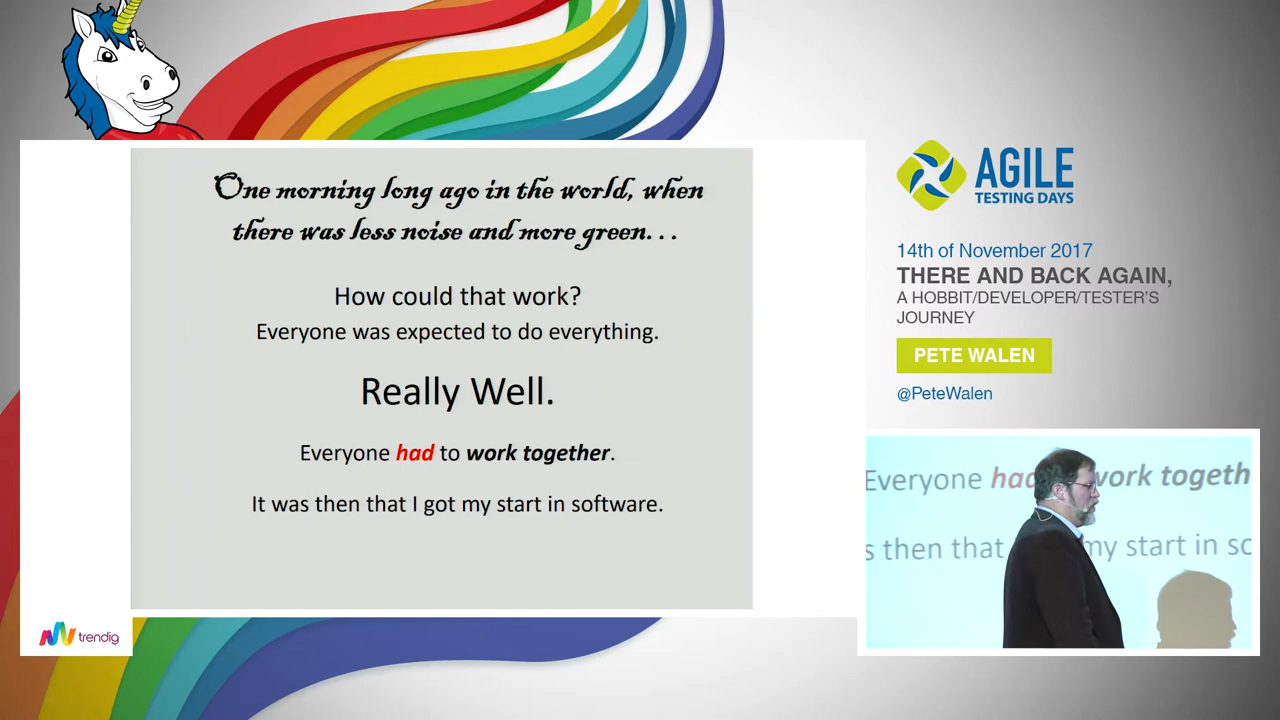 One morning long ago in the world, when
there was less noise and more green...
How could that work?
Everyone was expected to do everything.
Really Well.
Everyone had to work together.
It was then that I got my start in software.
trendig
AGILE
TESTING DAYS
14th of November 2017
THERE AND BACK AGAIN,
A HOBBIT/DEVELOPER/TESTER'S
JOURNEY
PETE WALEN
@PeteWalen
Everyone had work togeth
s then that my start in sc